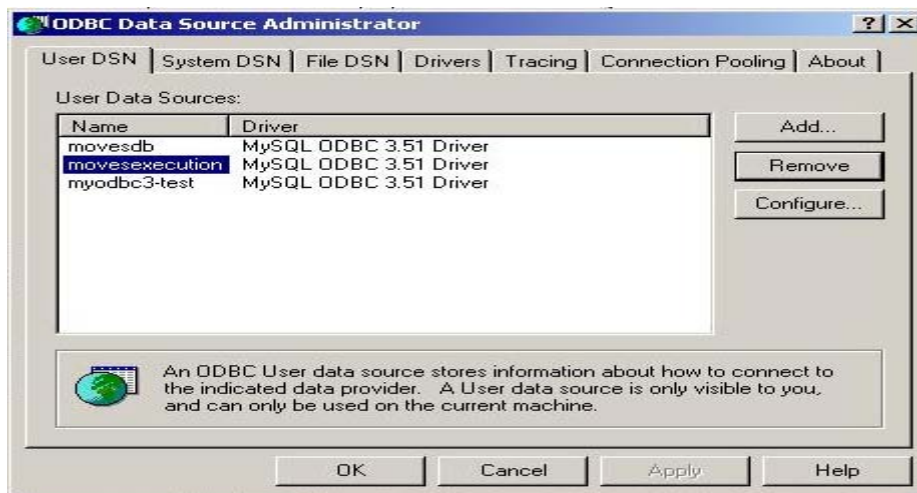 ODBC Data Source Administrator
User DSN System DSN File DSN Drivers Tracing Connection Pooling About
User Data Sources:
Name Driver
movesdb MySQL ODBC 3.51 Driver
movesexecution MySQL ODBC 3.51 Driver
myodbc3-test MySQL ODBC 3.51 Driver
Add...
Remove
Configure...
An ODBC User data source stores information about how to connect to
the indicated data provider. A User data source is only visible to you,
and can only be used on the current machine.
OK Cancel Apply Help